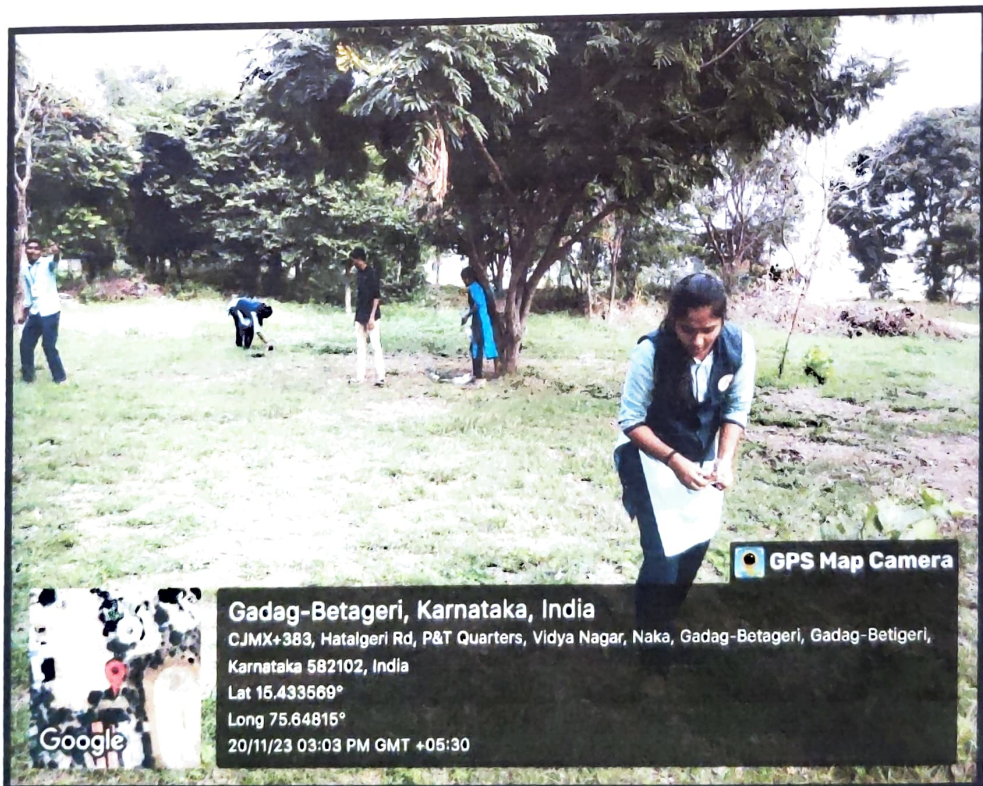 GPS Map Camera
Gadag-Betageri, Karnataka, India
CJMX+383, Hatalgeri Rd, P&T Quarters, Vidya Nagar, Naka, Gadag-Betageri, Gadag-Betigeri,
Karnataka 582102, India
Lat 15.433569°
Long 75.64815°
20/11/23 03:03 PM GMT +05:30
Google